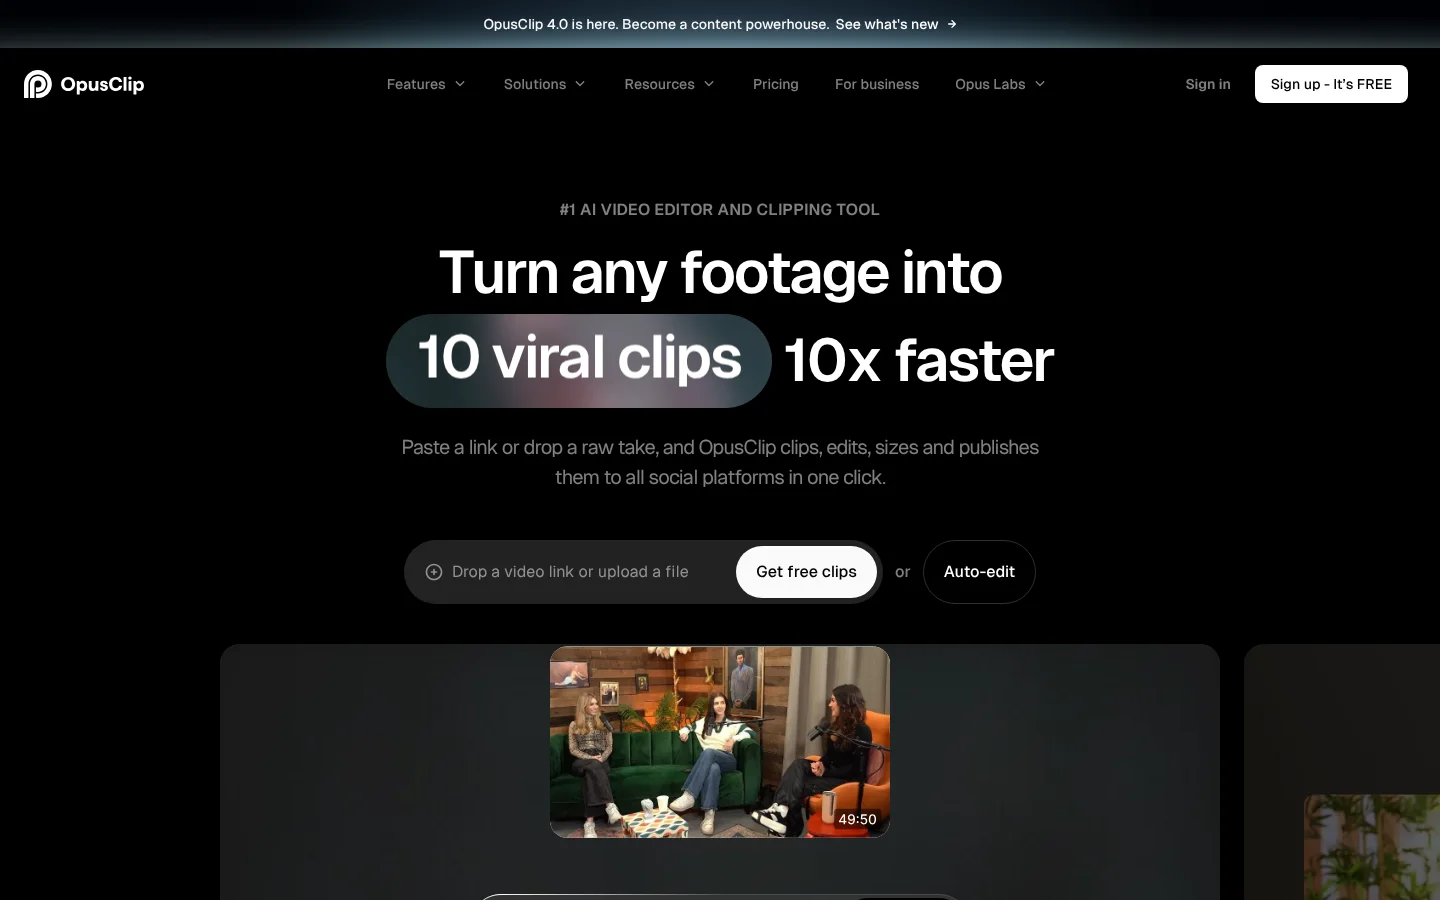 OpusClip 4.0 is here. Become a content powerhouse. See what's new →
OpusClip
Features
Solutions
Resources
Pricing
For business
Opus Labs
Sign in
Sign up - It's FREE
#1 AI VIDEO EDITOR AND CLIPPING TOOL
Turn any footage into
10 viral clips 10x faster
Paste a link or drop a raw take, and OpusClip clips, edits, sizes and publishes
them to all social platforms in one click.
Drop a video link or upload a file
Get free clips
or
Auto-edit
49:50